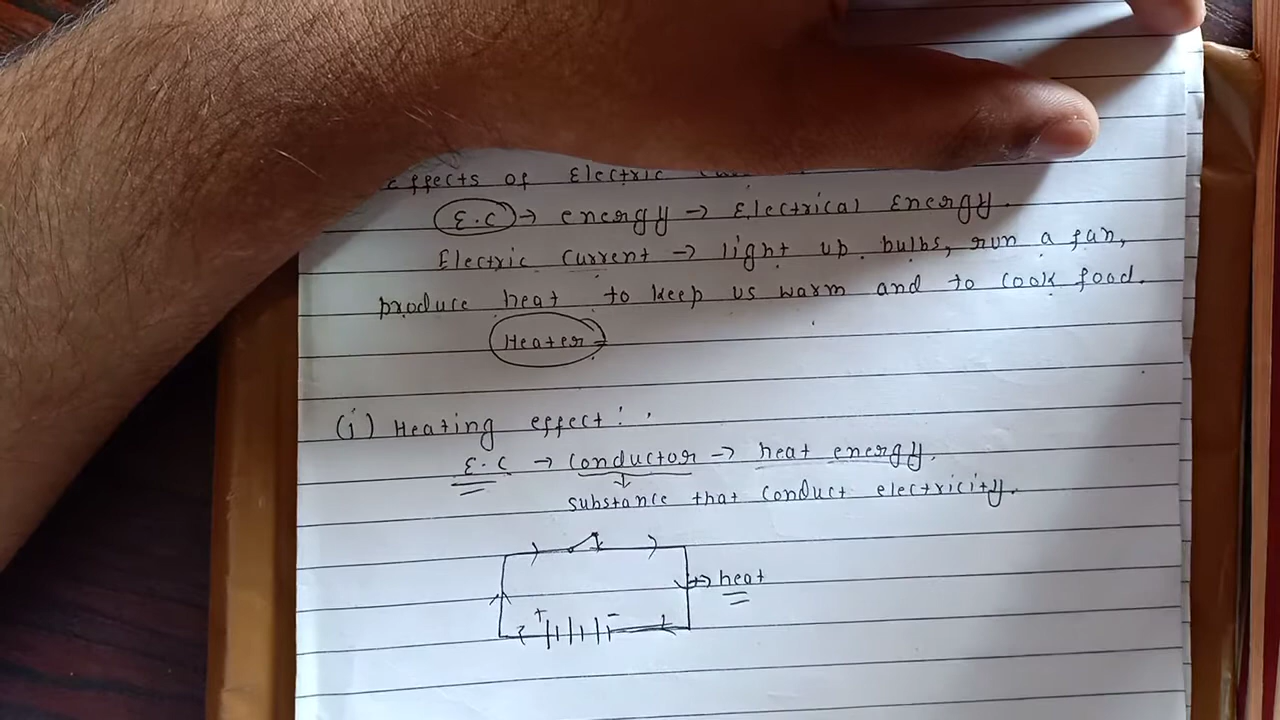 effects of Electric
E.C → energy → Electrical Energy.
Electric Current → light up bulbs, run a fan,
produce heat to keep us warm and to cook food.
Heater
(i) Heating effect:
E.C → Conductor → heat energy.
substance that conduct electricity.
→ heat
+ -